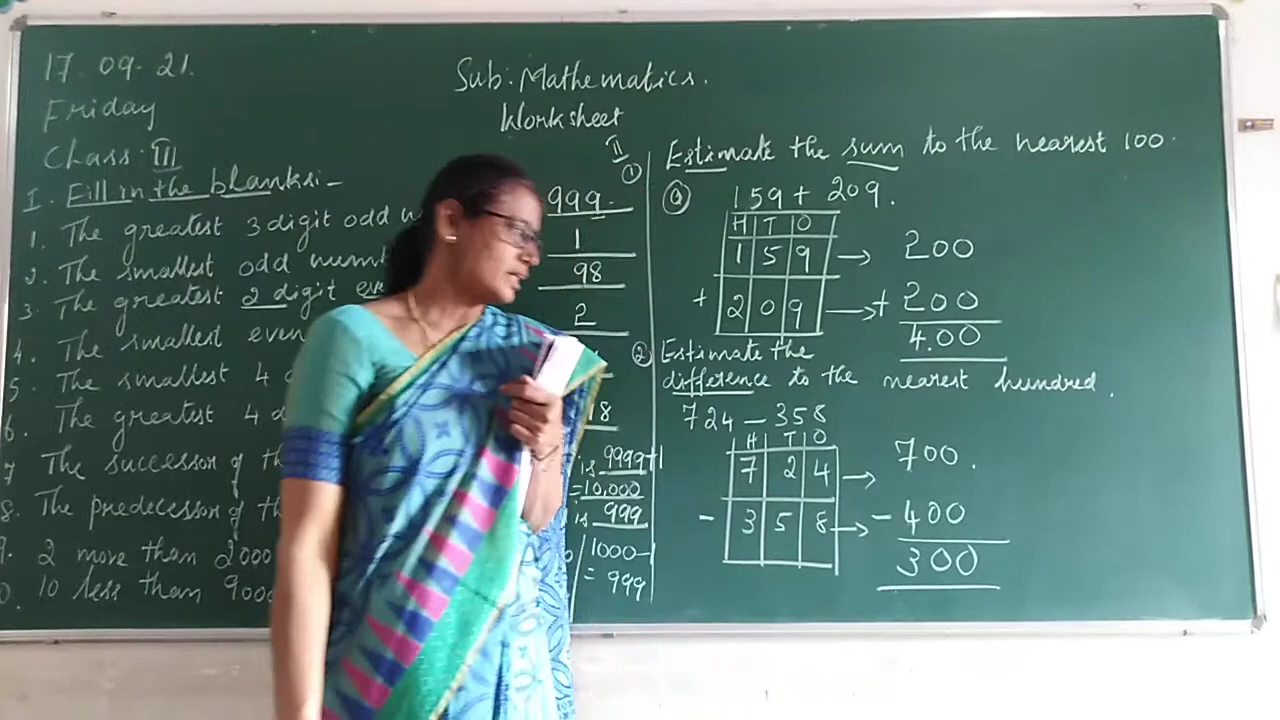 17.09.21.
Friday
Class: III
Sub: Mathematics.
Worksheet
I. Fill in the blanks:-
1. The greatest 3 digit odd 999.
2. The smallest odd 1
3. The greatest 2 digit 98
4. The smallest even 2
5. The smallest 4
6. The greatest 4 18
7 The successor of is 9999+1
= 10,000
8. The predecessor of is 999
1000-1
= 999
9. 2 more than 2000
10 less than 900
II
① Estimate the sum to the nearest 100.
ⓐ 159 + 209.
H T O
1 5 9 → 200
+ 2 0 9 → + 200
400
② Estimate the
difference to the nearest hundred.
724 - 358
H T O
7 2 4 → 700.
- 3 5 8 → - 400
300